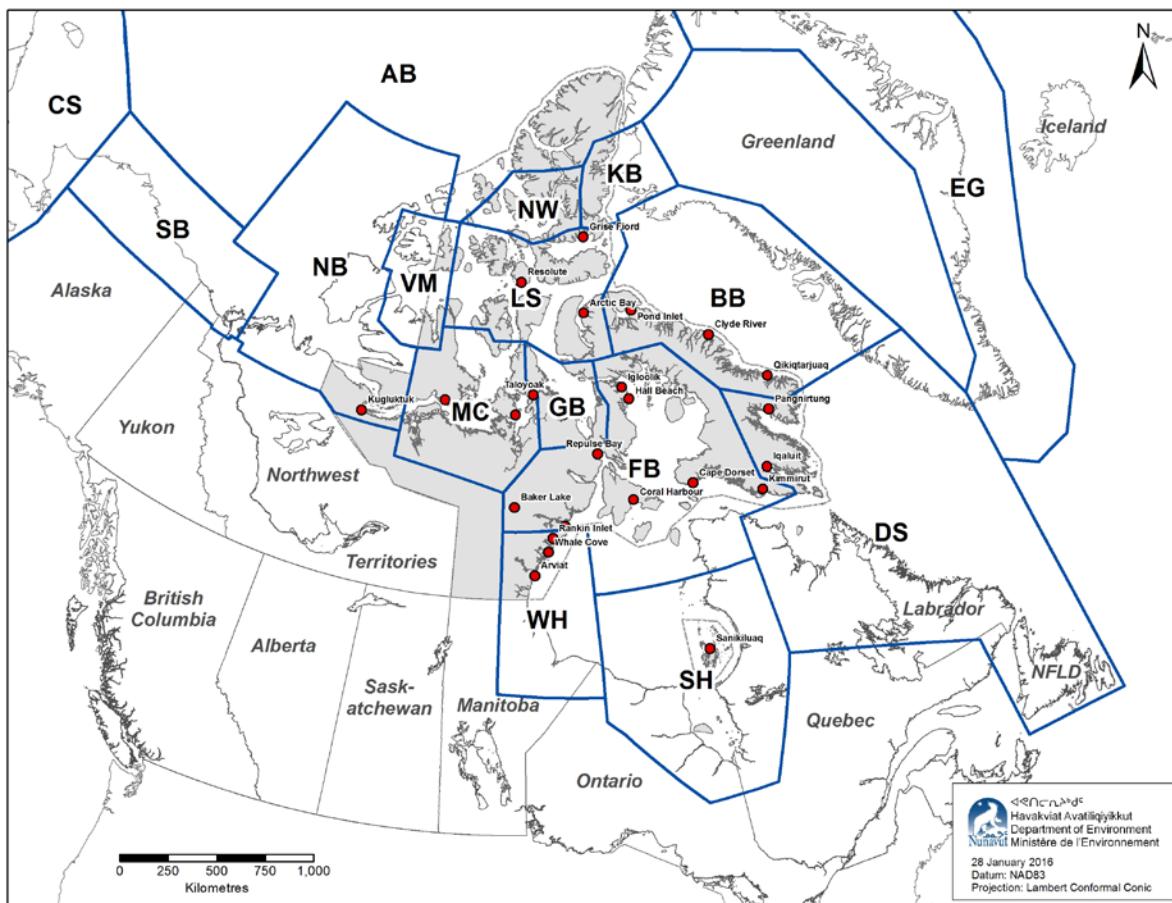 N
AB
CS
Greenland
Iceland
KB
EG
NW
Grise Fiord
SB
NB
VM
Resolute
LS
BB
Alaska
Arctic Bay
Pond Inlet
Clyde River
Qikiqtarjuaq
Igloolik
Hall Beach
Taloyoak
Kugluktuk
MC
GB
Pangnirtung
Yukon
Repulse Bay
Iqaluit
FB
Cape Dorset
Kimmirut
Northwest
Coral Harbour
Baker Lake
Rankin Inlet
Whale Cove
DS
Territories
Arviat
British
Columbia
WH
Labrador
Alberta
Sanikiluaq
NFLD
Sask-
atchewan
SH
Manitoba
Quebec
Ontario
0 250 500 750 1,000
Kilometres
Nunavut
Havakviat Avatiliqiyikkut
Department of Environment
Ministère de l'Environnement
28 January 2016
Datum: NAD83
Projection: Lambert Conformal Conic